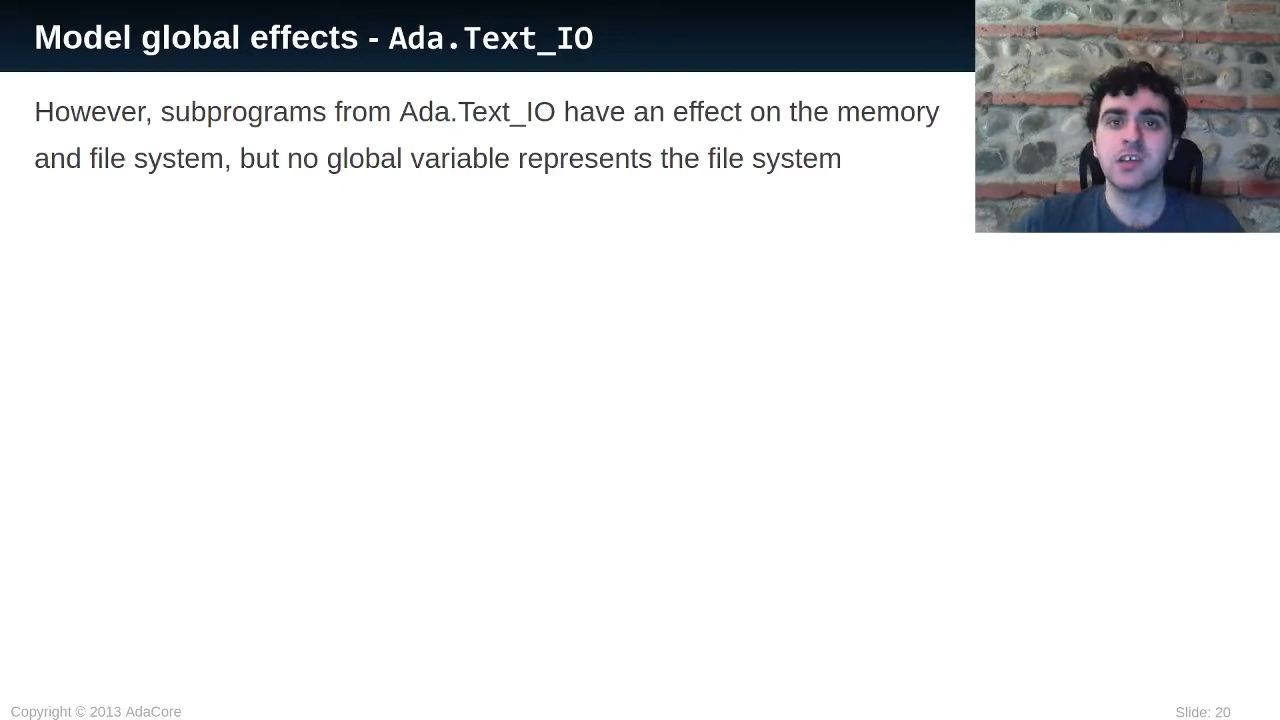 Model global effects - Ada.Text_IO
However, subprograms from Ada.Text_IO have an effect on the memory
and file system, but no global variable represents the file system
Copyright © 2013 AdaCore
Slide: 20